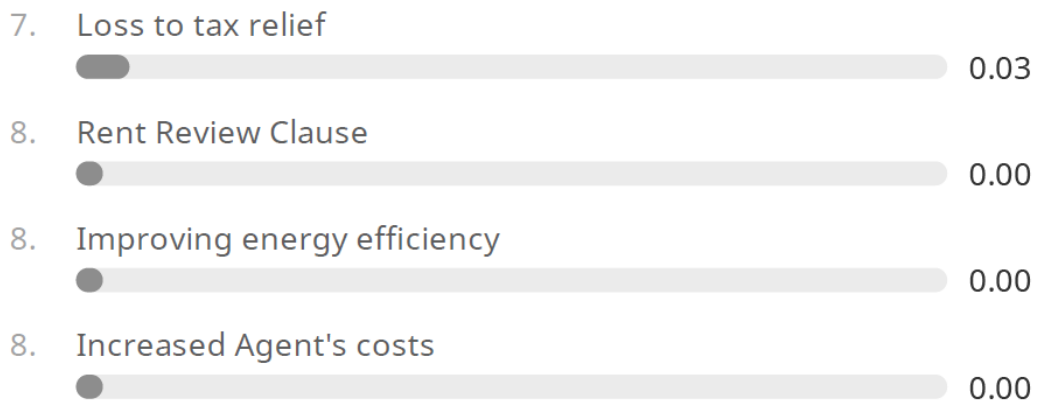 7. Loss to tax relief
0.03
8. Rent Review Clause
0.00
8. Improving energy efficiency
0.00
8. Increased Agent's costs
0.00